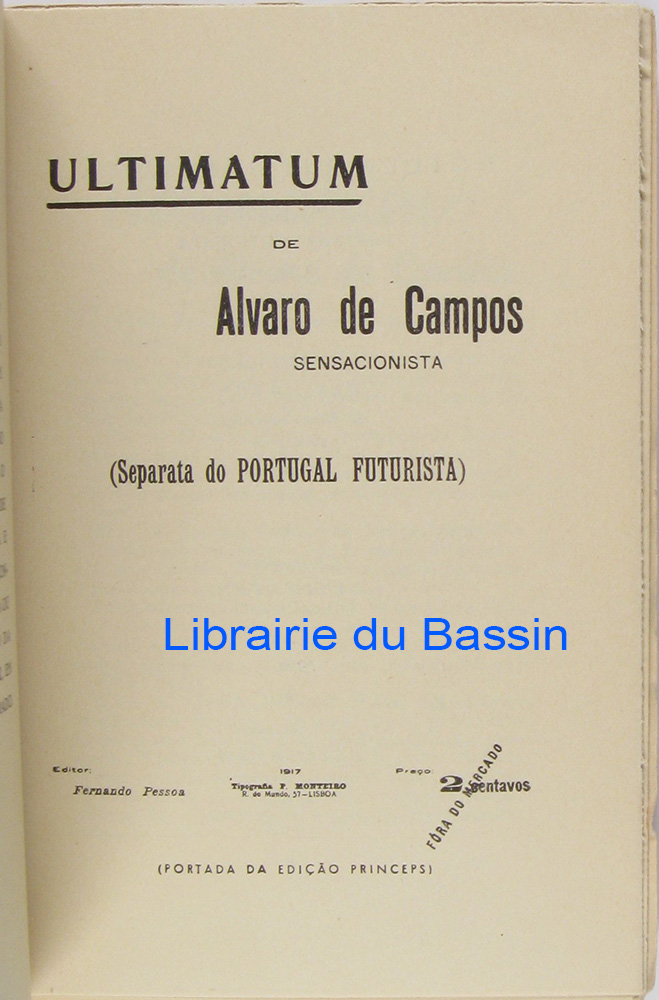 ULTIMATUM
DE
Alvaro de Campos
SENSACIONISTA
(Separata do PORTUGAL FUTURISTA)
Librairie du Bassin
Editor:
Fernando Pessoa
1917
Tipografia P. MONTEIRO
R. do Mundo, 57-LISBOA
Preço
2 centavos
FÓRA DO MERCADO
(PORTADA DA EDIÇÃO PRINCEPS)